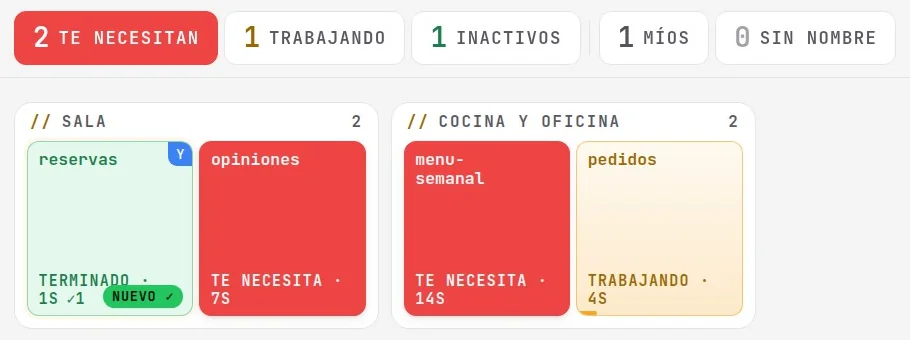 2 TE NECESITAN
1 TRABAJANDO
1 INACTIVOS
1 MÍOS
0 SIN NOMBRE
// SALA 2
reservas Y
TERMINADO ·
1S ✓1
NUEVO ✓
opiniones
TE NECESITA ·
7S
// COCINA Y OFICINA 2
menu-
semanal
TE NECESITA ·
14S
pedidos
TRABAJANDO ·
4S